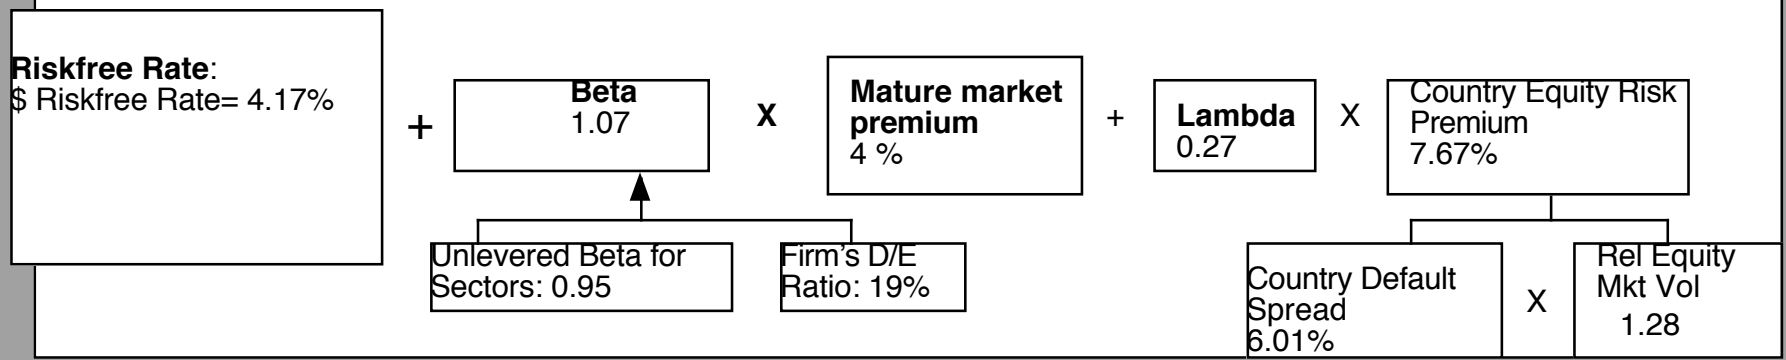 Riskfree Rate:
$ Riskfree Rate= 4.17%
+
Beta
1.07
X
Mature market
premium
4 %
+
Lambda
0.27
X
Country Equity Risk
Premium
7.67%
Unlevered Beta for
Sectors: 0.95
Firm's D/E
Ratio: 19%
Country Default
Spread
6.01%
X
Rel Equity
Mkt Vol
1.28